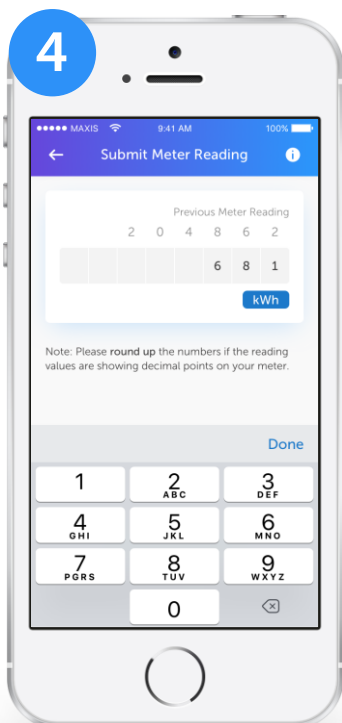 4
MAXIS 9:41 AM 100%
Submit Meter Reading i
Previous Meter Reading
2 0 4 8 6 2
6 8 1
kWh
Note: Please round up the numbers if the reading
values are showing decimal points on your meter.
Done
1 2 3
ABC DEF
4 5 6
GHI JKL MNO
7 8 9
PGRS TUV WXYZ
0